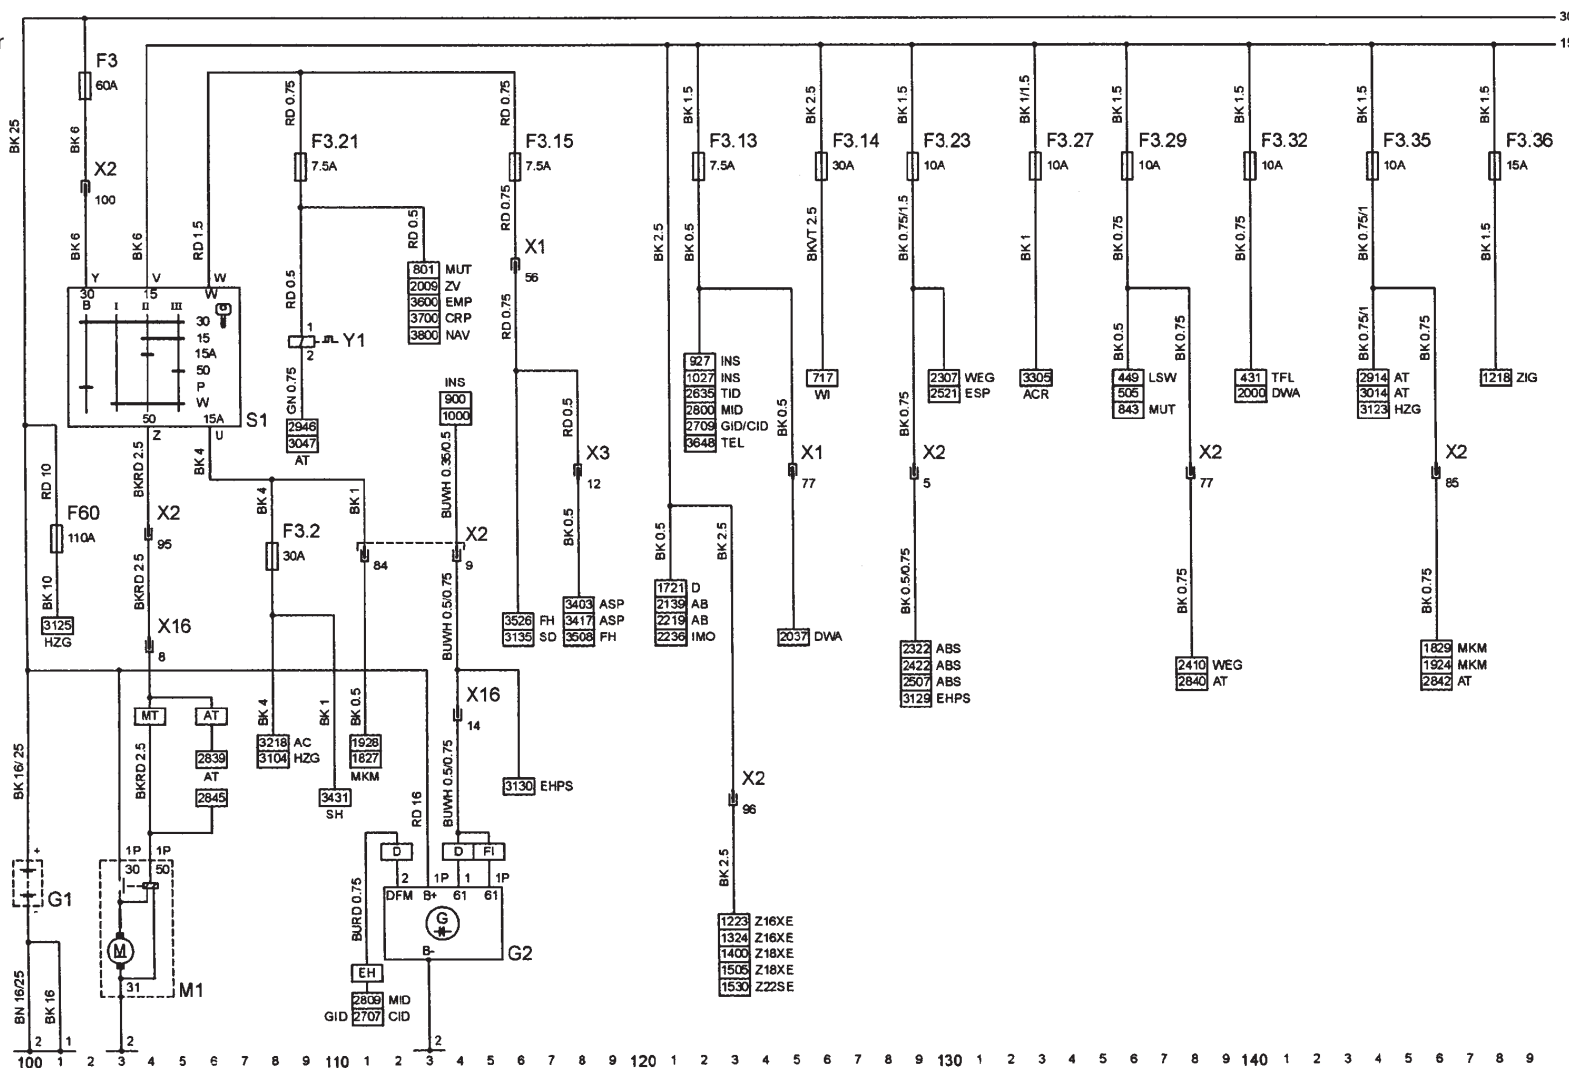 30
15
r
F3
60A
F3.21
7.5A
F3.15
7.5A
F3.13
7.5A
F3.14
30A
F3.23
10A
F3.27
10A
F3.29
10A
F3.32
10A
F3.35
10A
F3.36
15A
BK 25
BK 6
RD 0.75
RD 0.75
BK 1.5
BK 2.5
BK 1.5
BK 1/1.5
BK 1.5
BK 1.5
BK 1.5
BK 1.5
X2
100
BK 6
BK 6
RD 1.5
RD 0.5
RD 0.75
X1
56
BK 2.5
BK 0.5
BKVT 2.5
BK 0.75/1.5
BK 1
BK 0.75
BK 0.75
BK 0.75/1
BK 1.5
Y V W
30 15 W
B I II III
30
15
15A
50
P
W
50 15A
S1
Z U
RD 0.5
1
2
Y1
GN 0.75
2946
3047
AT
801 MUT
2009 ZV
3600 EMP
3700 CRP
3800 NAV
RD 0.75
INS
900
1000
927 INS
1027 INS
2635 TID
2800 MID
2709 GID/CID
3648 TEL
717
WI
2307 WEG
2521 ESP
3305
ACR
BK 0.5
BK 0.75
449 LSW
505
843 MUT
431 TFL
2000 DWA
BK 0.75/1
BK 0.75
2914 AT
3014 AT
3123 HZG
1218 ZIG
RD 10
F60
110A
BK 10
3125
HZG
BKRD 2.5
X2
95
BKRD 2.5
X16
8
BK 4
BK 4
F3.2
30A
BK 1
84
BUWH 0.35/0.5
X2
9
BUWH 0.5/0.75
RD 0.5
X3
12
BK 0.5
3526 FH
3135 SD
3403 ASP
3417 ASP
3508 FH
BK 0.5
BK 2.5
1721 D
2139 AB
2219 AB
2236 IMO
BK 0.5
X1
77
2037 DWA
BK 0.75
X2
5
BK 0.5/0.75
2322 ABS
2422 ABS
2507 ABS
3129 EHPS
X2
77
BK 0.75
2410 WEG
2840 AT
X2
85
BK 0.75
1829 MKM
1924 MKM
2842 AT
MT
AT
2839
AT
2845
BKRD 2.5
BK 4
3218 AC
3104 HZG
BK 1
3431
SH
BK 0.5
1928
1827
MKM
X16
14
BUWH 0.5/0.75
3130 EHPS
RD 16
BK 16/25
X2
96
BK 2.5
1223 Z16XE
1324 Z16XE
1400 Z18XE
1505 Z18XE
1530 Z22SE
+
-
G1
BN 16/25
BK 16
1P 1P
30 50
M
31
M1
2
BURD 0.75
D
D FI
2 1P 1 1P
DFM B+ 61 61
G
B-
G2
EH
2809 MID
GID 2707 CID
2 1 2 2
100 1 2 3 4 5 6 7 8 9 110 1 2 3 4 5 6 7 8 9 120 1 2 3 4 5 6 7 8 9 130 1 2 3 4 5 6 7 8 9 140 1 2 3 4 5 6 7 8 9